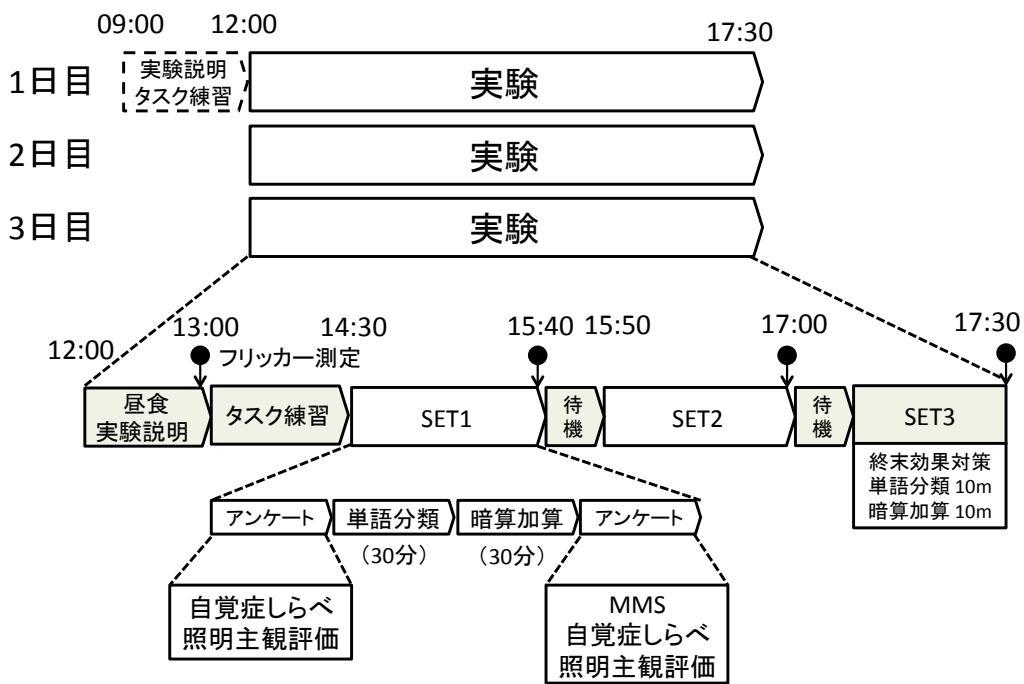 09:00 12:00 17:30
1日目
実験説明
タスク練習
実験
2日目
実験
3日目
実験
12:00 13:00 14:30 15:40 15:50 17:00 17:30
フリッカー測定
昼食
実験説明
タスク練習
SET1
待
機
SET2
待
機
SET3
終末効果対策
単語分類 10m
暗算加算 10m
アンケート 単語分類 暗算加算 アンケート
（30分） （30分）
自覚症しらべ
照明主観評価
MMS
自覚症しらべ
照明主観評価